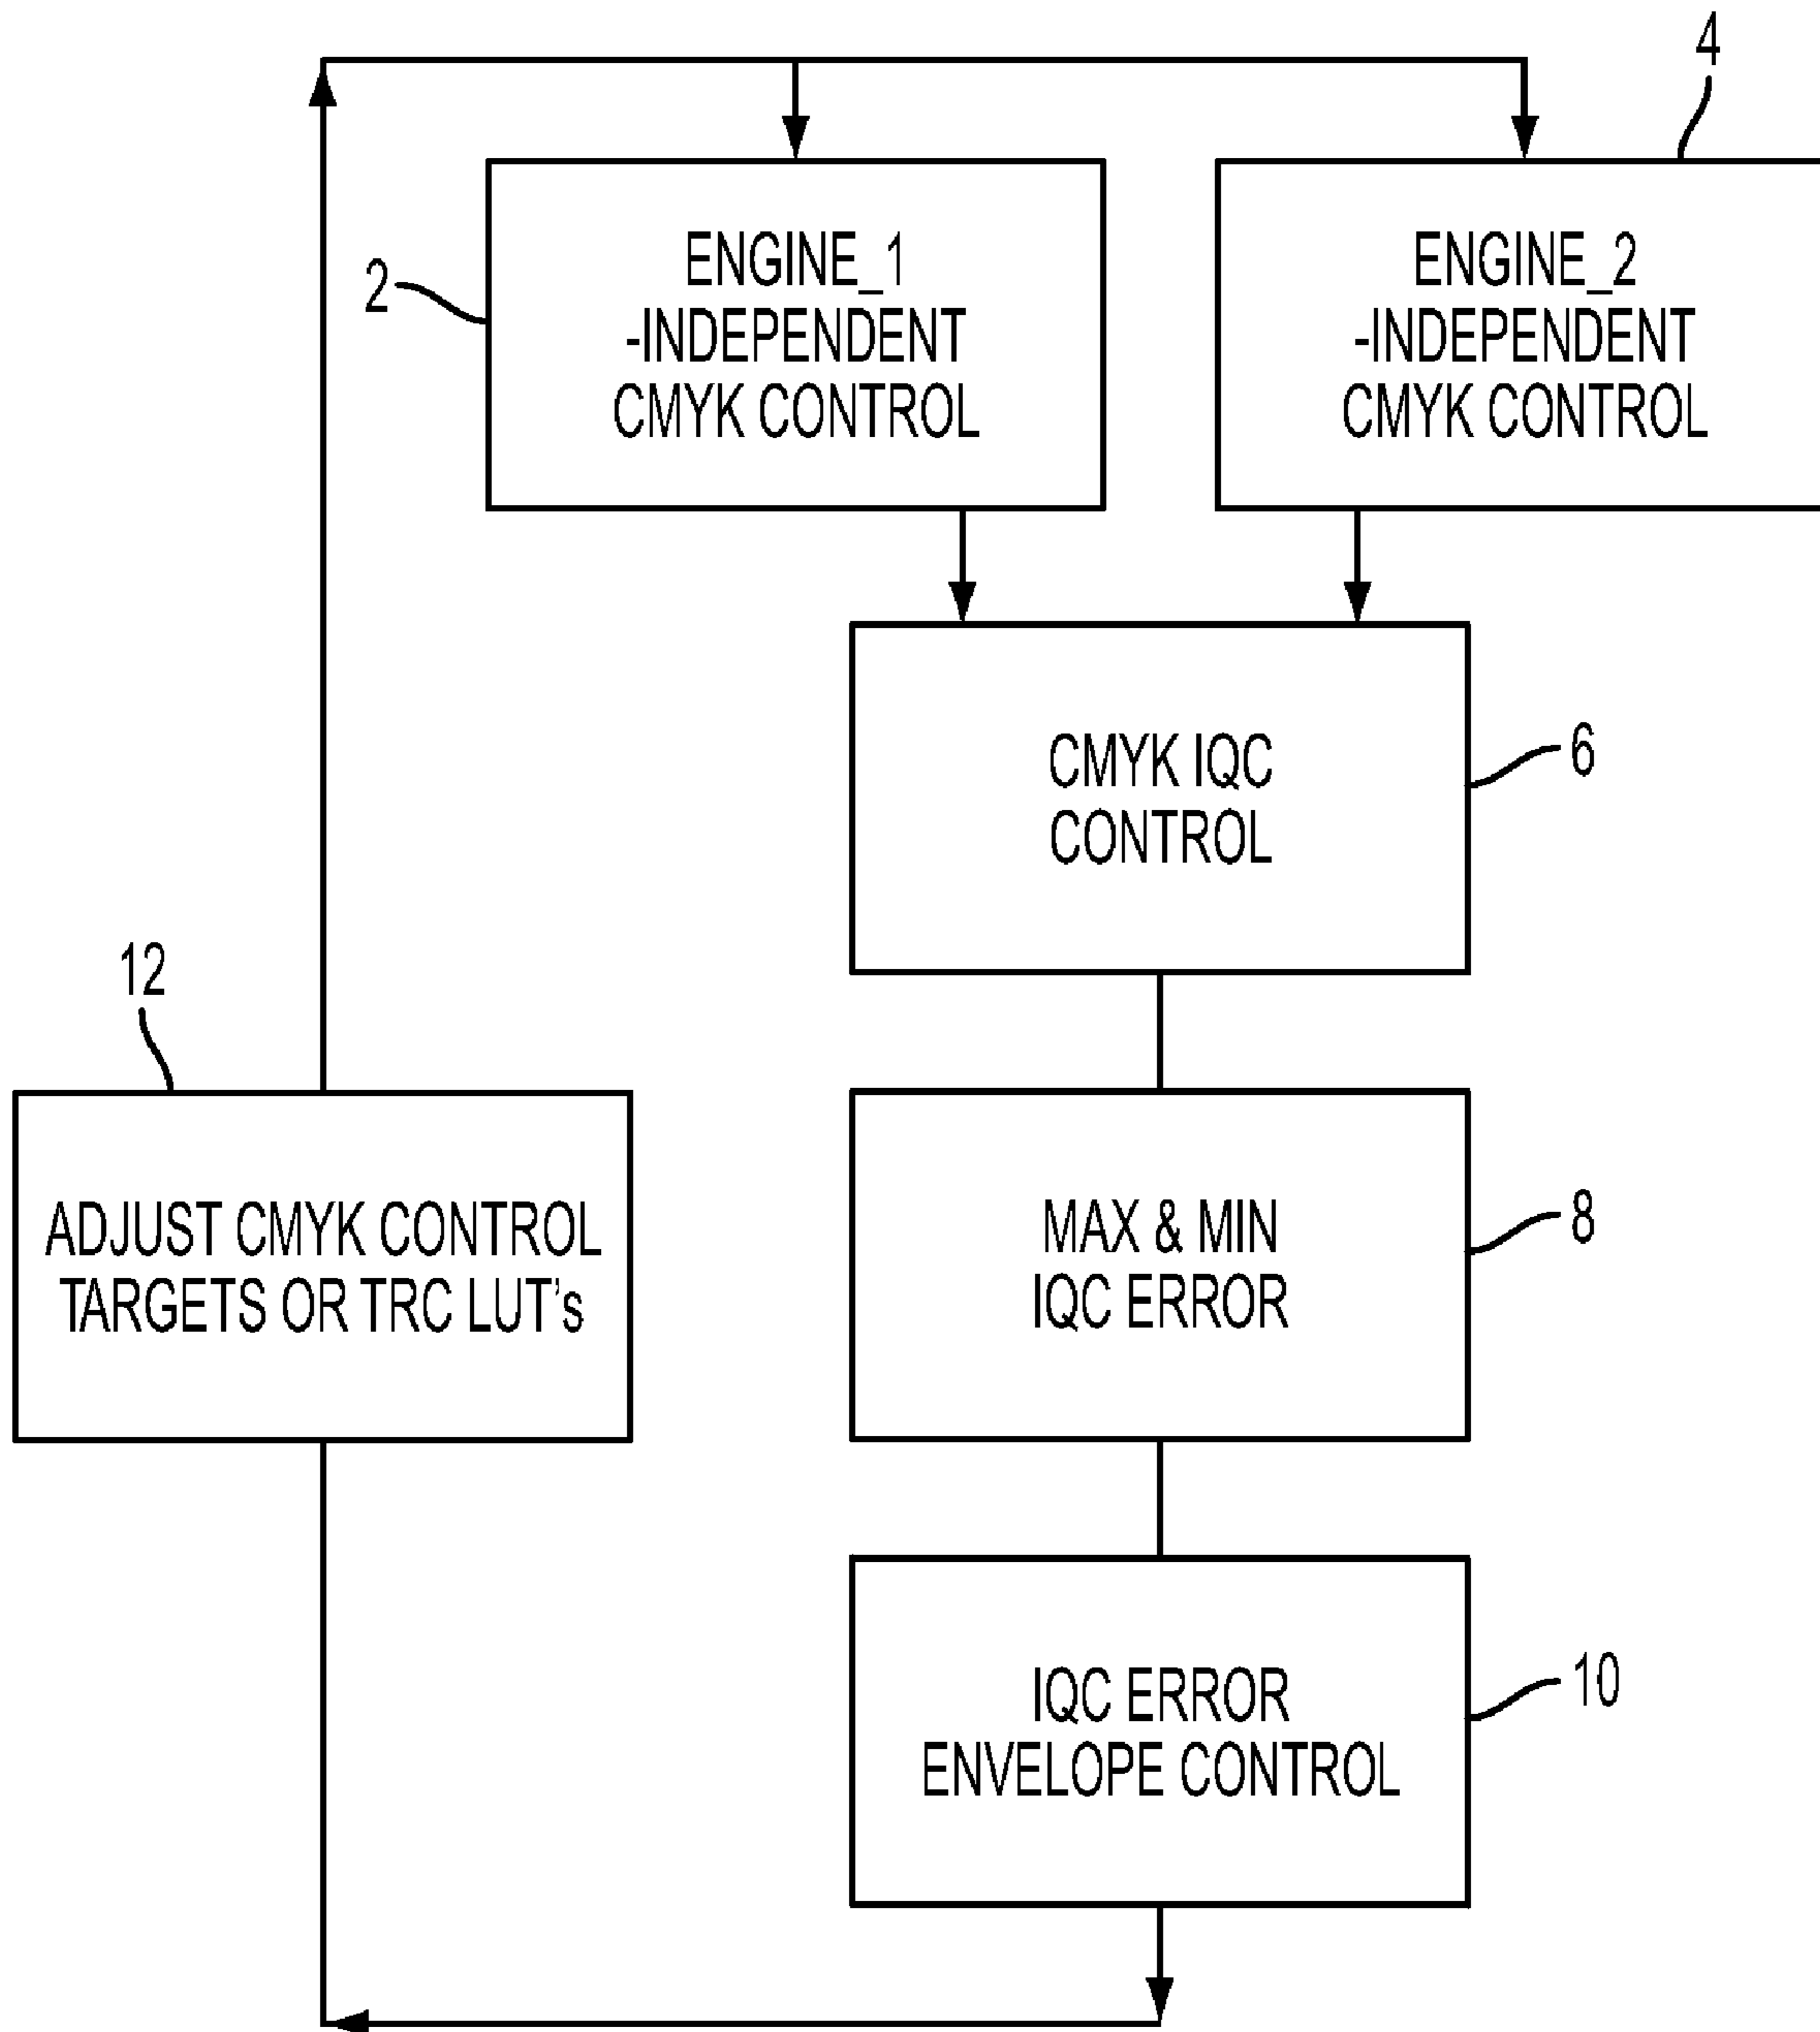 4
2
ENGINE_1
-INDEPENDENT
CMYK CONTROL
ENGINE_2
-INDEPENDENT
CMYK CONTROL
CMYK IQC
CONTROL
6
12
ADJUST CMYK CONTROL
TARGETS OR TRC LUT’s
MAX & MIN
IQC ERROR
8
IQC ERROR
ENVELOPE CONTROL
10